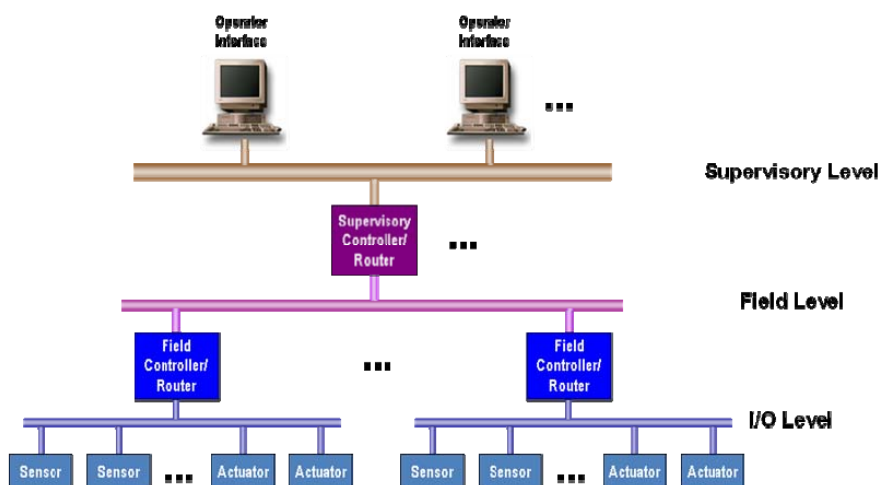 Operator
Interface
Operator
Interface
...
Supervisory Level
Supervisory
Controller/
Router
...
Field Level
Field
Controller/
Router
...
Field
Controller/
Router
I/O Level
Sensor
Sensor
...
Actuator
Actuator
Sensor
Sensor
...
Actuator
Actuator